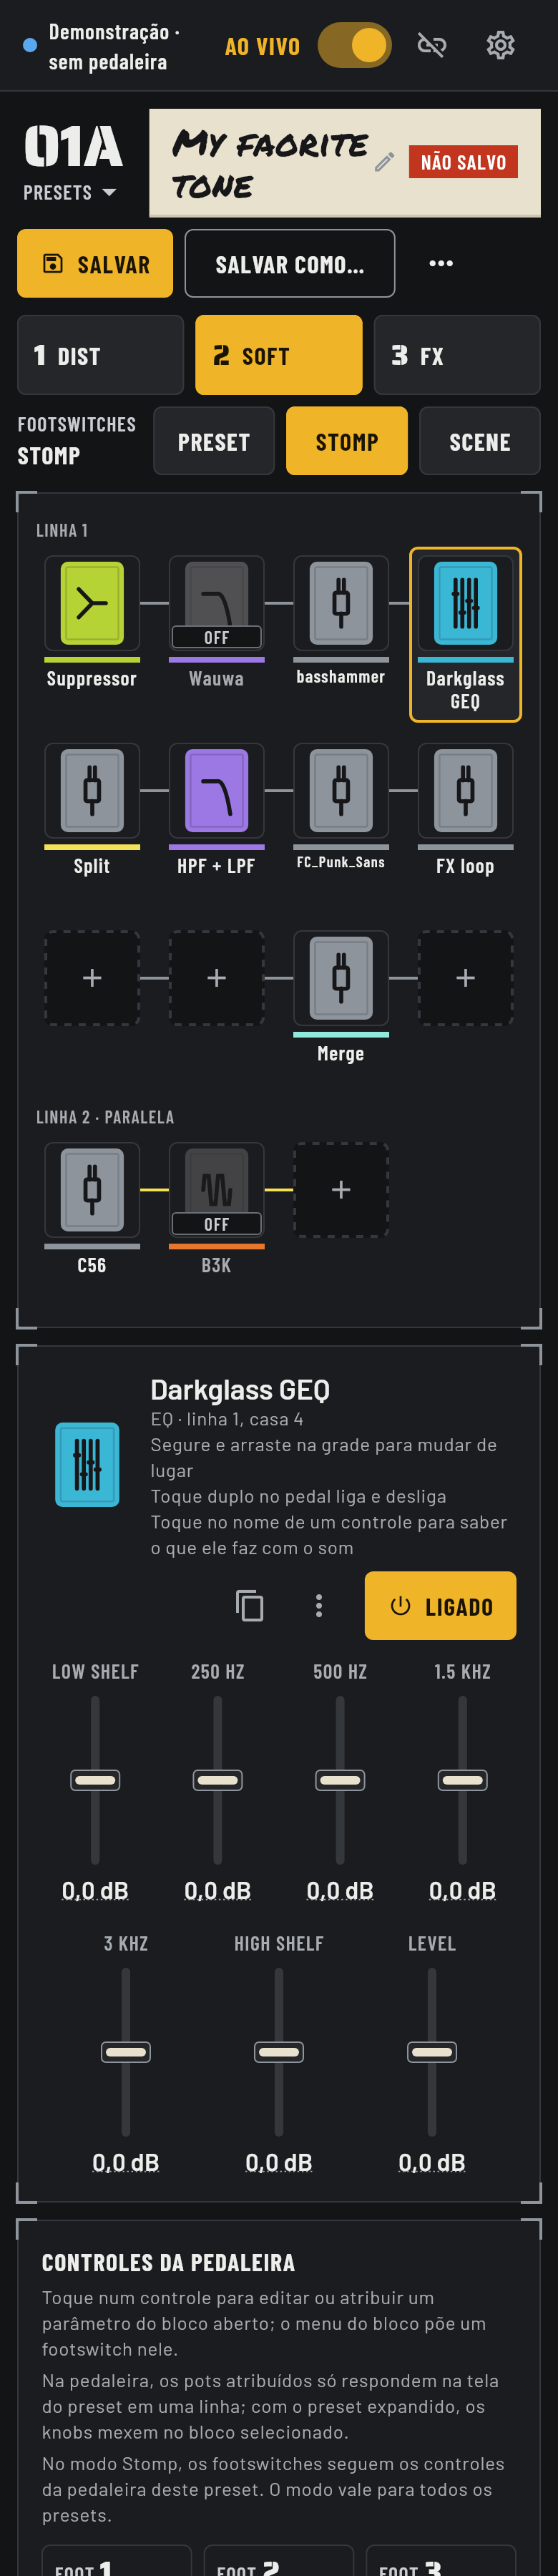 Demonstração ·
sem pedaleira
AO VIVO
01A
PRESETS
My faorite
tone
NÃO SALVO
SALVAR
SALVAR COMO...
1 DIST
2 SOFT
3 FX
FOOTSWITCHES
STOMP
PRESET
STOMP
SCENE
LINHA 1
OFF
Suppressor
Wauwa
basshammer
Darkglass
GEQ
Split
HPF + LPF
FC_Punk_Sans
FX loop
+ + +
Merge
LINHA 2 · PARALELA
+
OFF
C56
B3K
Darkglass GEQ
EQ · linha 1, casa 4
Segure e arraste na grade para mudar de
lugar
Toque duplo no pedal liga e desliga
Toque no nome de um controle para saber
o que ele faz com o som
LIGADO
LOW SHELF
250 HZ
500 HZ
1.5 KHZ
0,0 dB
0,0 dB
0,0 dB
0,0 dB
3 KHZ
HIGH SHELF
LEVEL
0,0 dB
0,0 dB
0,0 dB
CONTROLES DA PEDALEIRA
Toque num controle para editar ou atribuir um
parâmetro do bloco aberto; o menu do bloco põe um
footswitch nele.
Na pedaleira, os pots atribuídos só respondem na tela
do preset em uma linha; com o preset expandido, os
knobs mexem no bloco selecionado.
No modo Stomp, os footswitches seguem os controles
da pedaleira deste preset. O modo vale para todos os
presets.
FOOT 1
FOOT 2
FOOT 3